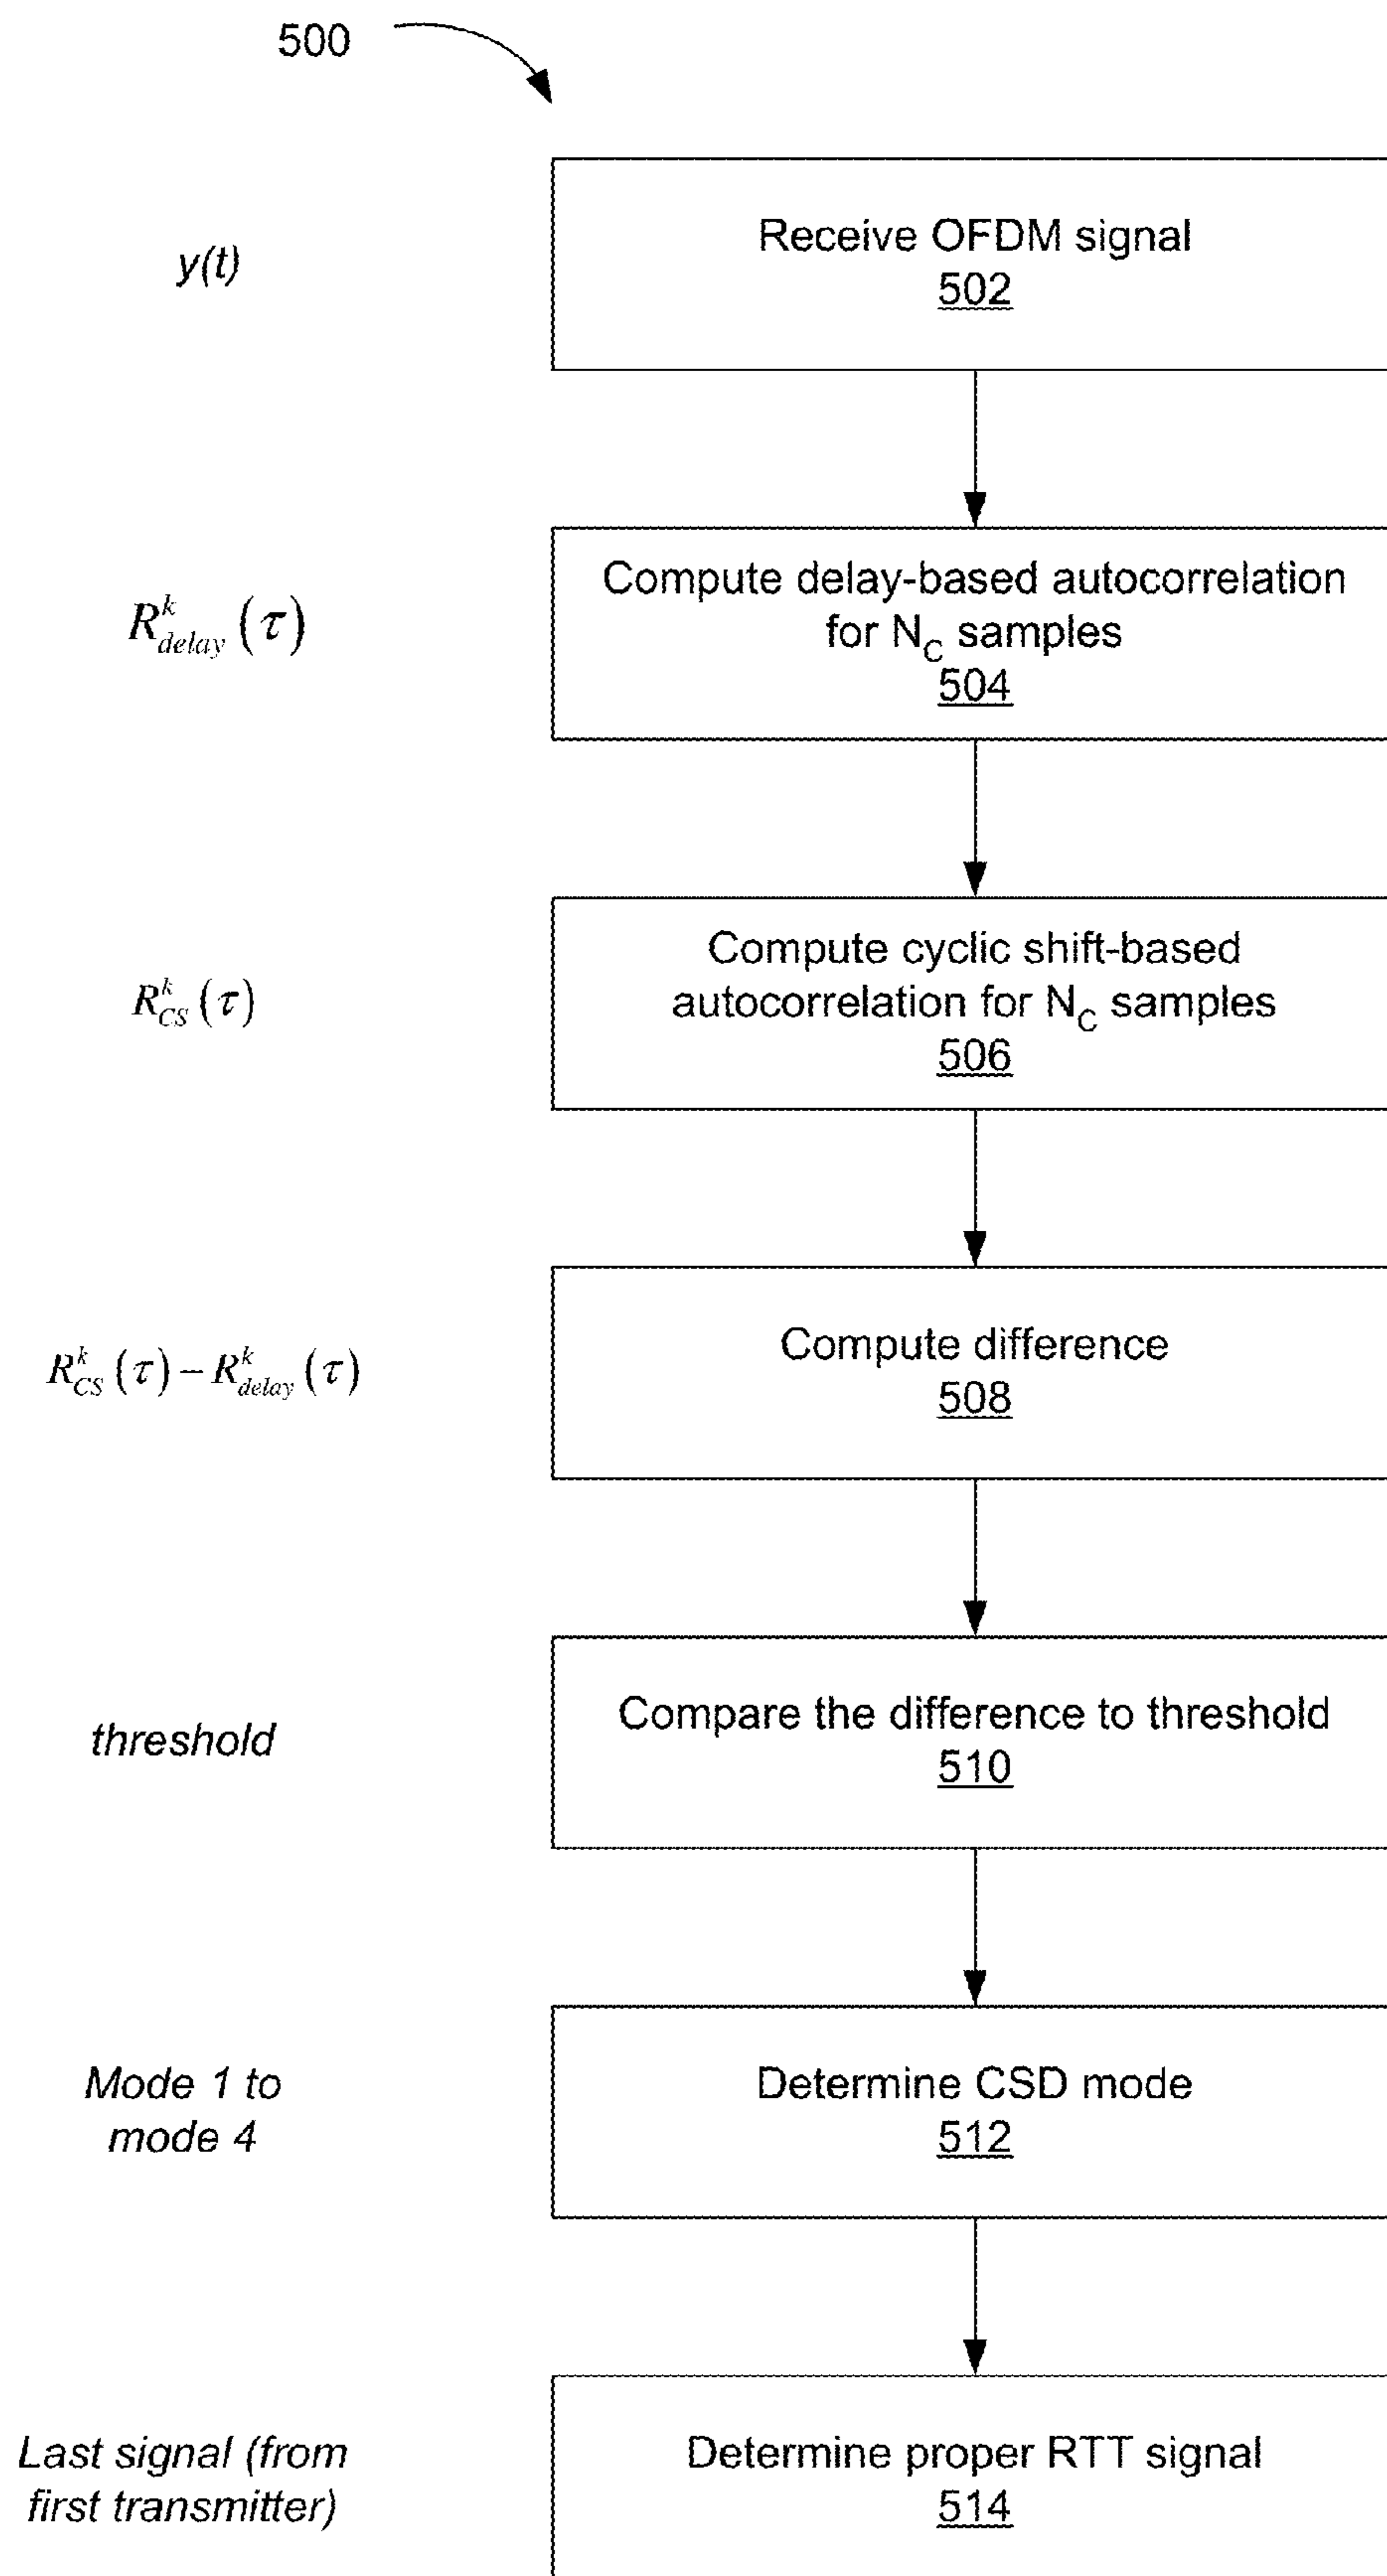 500
y(t)
Receive OFDM signal
502
R^k_delay (τ)
Compute delay-based autocorrelation
for N_C samples
504
R^k_CS (τ)
Compute cyclic shift-based
autocorrelation for N_C samples
506
R^k_CS (τ) – R^k_delay (τ)
Compute difference
508
threshold
Compare the difference to threshold
510
Mode 1 to
mode 4
Determine CSD mode
512
Last signal (from
first transmitter)
Determine proper RTT signal
514